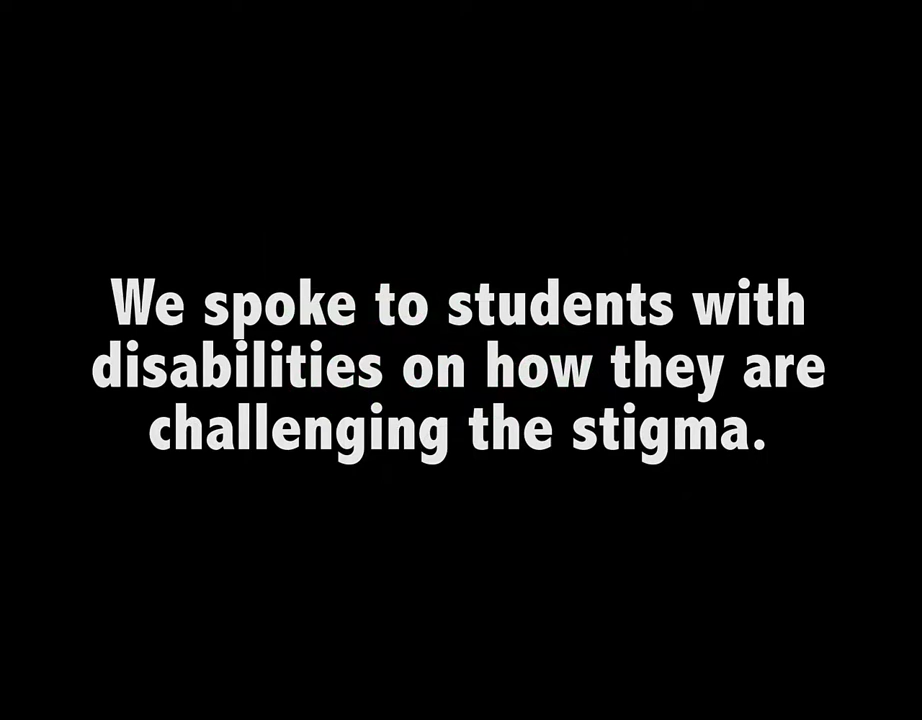 We spoke to students with
disabilities on how they are
challenging the stigma.